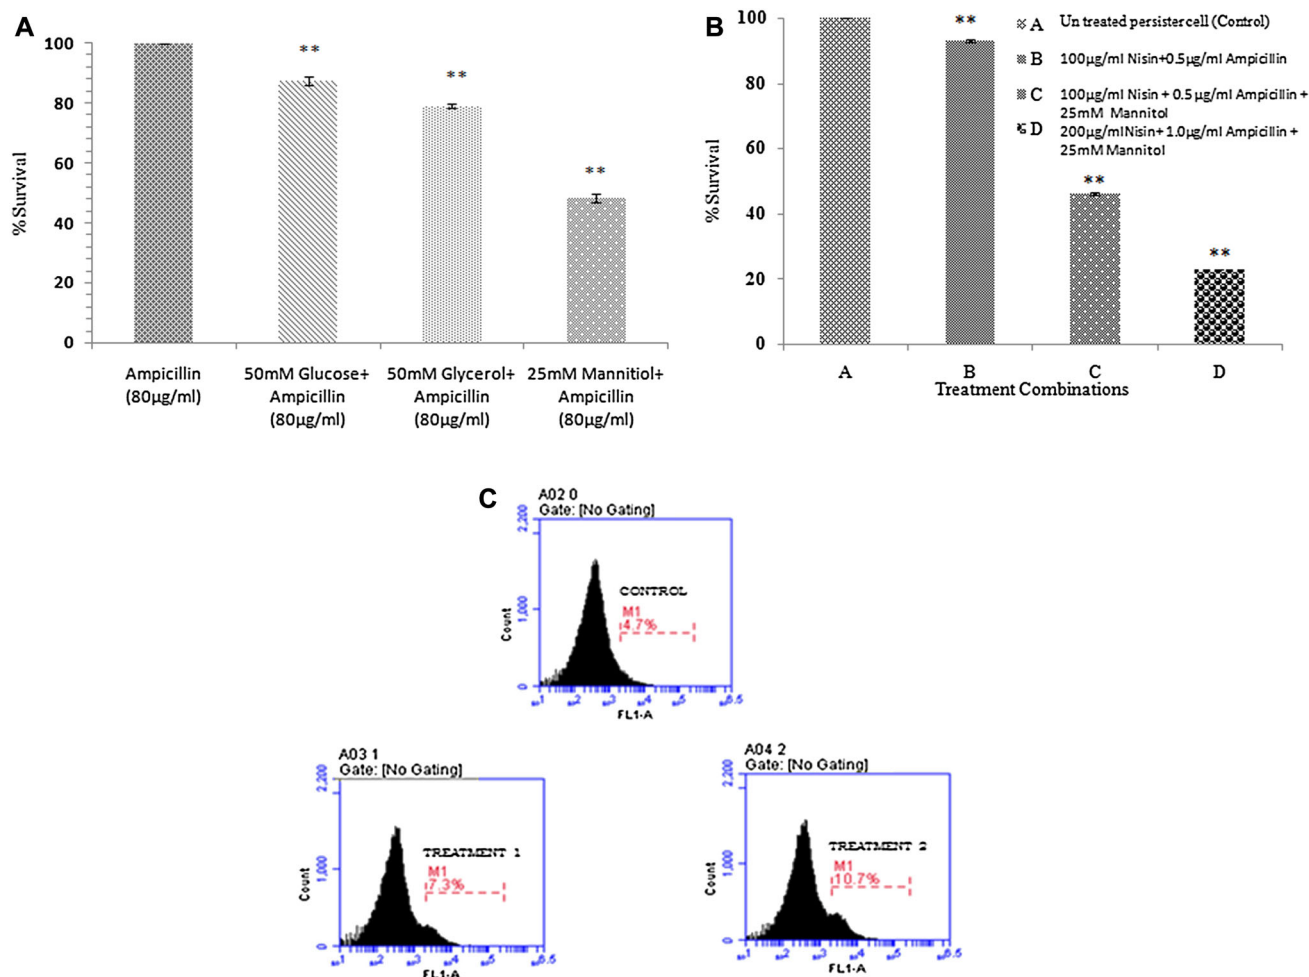 A
100
80
60
40
20
0
%Survival
**
**
**
Ampicillin
(80µg/ml)
50mM Glucose+
Ampicillin
(80µg/ml)
50mM Glycerol+
Ampicillin
(80µg/ml)
25mM Mannitiol+
Ampicillin
(80µg/ml)
B
100
80
60
40
20
0
%Survival
**
**
**
A
B
C
D
Treatment Combinations
A Un treated persister cell (Control)
B 100µg/ml Nisin+0.5µg/ml Ampicillin
C 100µg/ml Nisin + 0.5 µg/ml Ampicillin +
25mM Mannitol
D 200µg/mlNisin+ 1.0µg/ml Ampicillin +
25mM Mannitol
C
A02 0
Gate: [No Gating]
2,200
1,000
0
Count
CONTROL
M1
4.7%
FL1-A
A03 1
Gate: [No Gating]
2,200
1,000
0
Count
TREATMENT 1
M1
7.3%
FL1-A
A04 2
Gate: [No Gating]
2,200
1,000
0
Count
TREATMENT 2
M1
10.7%
FL1-A